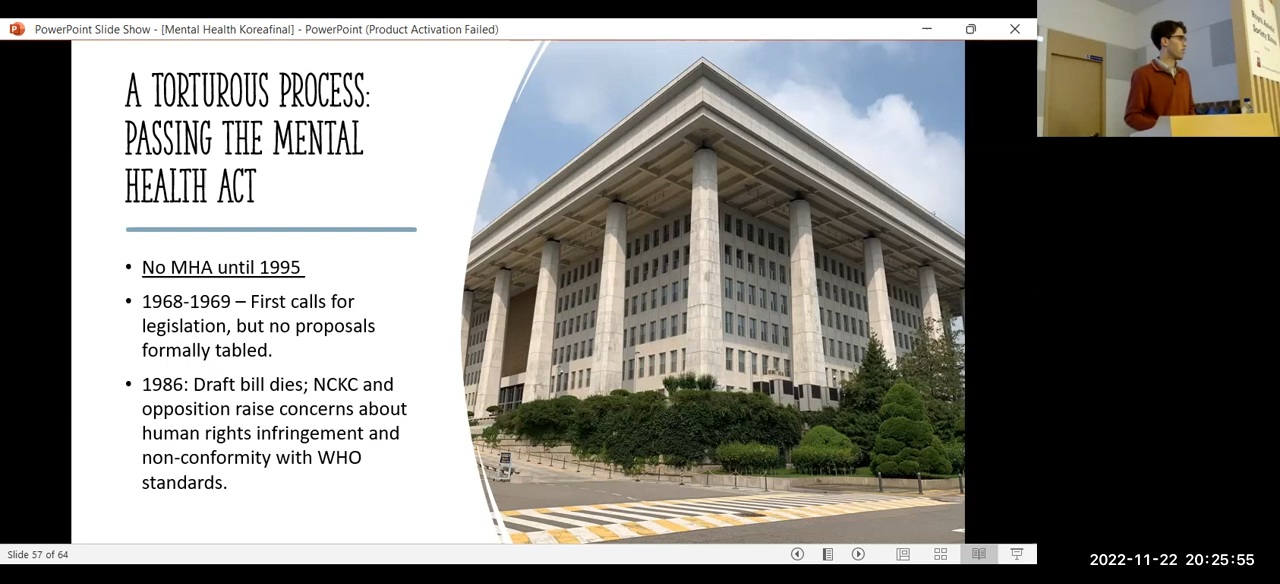 PowerPoint Slide Show - [Mental Health Koreafinal] - PowerPoint (Product Activation Failed)
A TORTUROUS PROCESS:
PASSING THE MENTAL
HEALTH ACT
• No MHA until 1995
• 1968-1969 – First calls for
legislation, but no proposals
formally tabled.
• 1986: Draft bill dies; NCKC and
opposition raise concerns about
human rights infringement and
non-conformity with WHO
standards.
Slide 57 of 64
2022-11-22 20:25:55